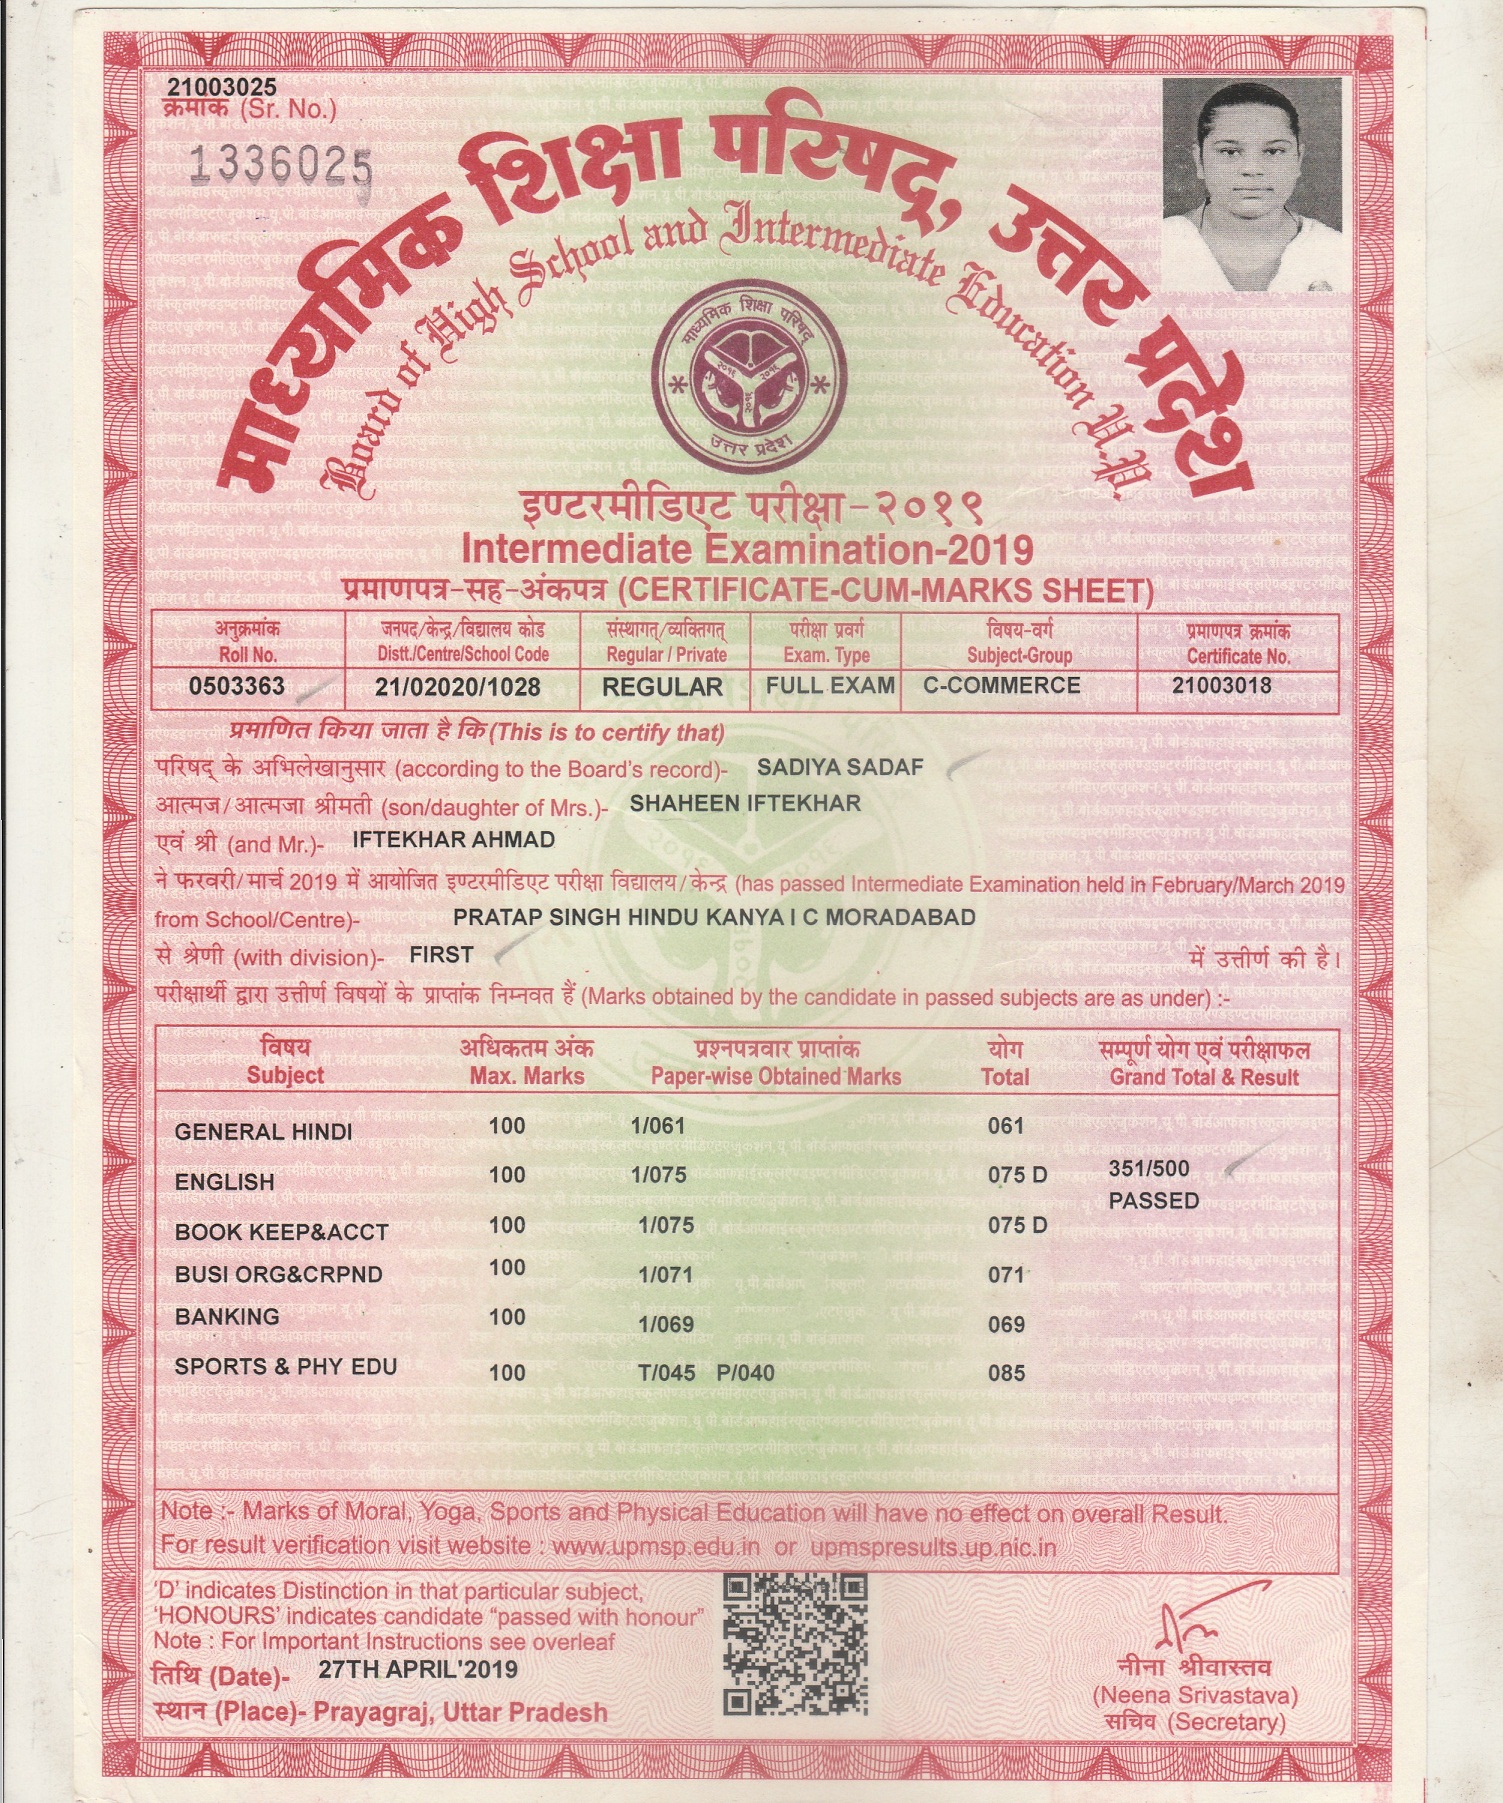 21003025
क्रमांक (Sr. No.)
1336025
माध्यमिक शिक्षा परिषद्, उत्तर प्रदेश
Board of High School and Intermediate Education U.P.
माध्यमिक शिक्षा परिषद्
२०१६ २०१६
२०१६
उत्तर प्रदेश
इण्टरमीडिएट परीक्षा-२०१९
Intermediate Examination-2019
प्रमाणपत्र-सह-अंकपत्र (CERTIFICATE-CUM-MARKS SHEET)
अनुक्रमांक जनपद/केन्द्र/विद्यालय कोड संस्थागत्/व्यक्तिगत् परीक्षा प्रवर्ग विषय-वर्ग प्रमाणपत्र क्रमांक
Roll No. Distt./Centre/School Code Regular / Private Exam. Type Subject-Group Certificate No.
0503363 21/02020/1028 REGULAR FULL EXAM C-COMMERCE 21003018
प्रमाणित किया जाता है कि (This is to certify that)
परिषद् के अभिलेखानुसार (according to the Board's record)- SADIYA SADAF
आत्मज/आत्मजा श्रीमती (son/daughter of Mrs.)- SHAHEEN IFTEKHAR
एवं श्री (and Mr.)- IFTEKHAR AHMAD
ने फरवरी/मार्च 2019 में आयोजित इण्टरमीडिएट परीक्षा विद्यालय/केन्द्र (has passed Intermediate Examination held in February/March 2019
from School/Centre)- PRATAP SINGH HINDU KANYA I C MORADABAD
से श्रेणी (with division)- FIRST में उत्तीर्ण की है।
परीक्षार्थी द्वारा उत्तीर्ण विषयों के प्राप्तांक निम्नवत हैं (Marks obtained by the candidate in passed subjects are as under) :-
विषय अधिकतम अंक प्रश्नपत्रवार प्राप्तांक योग सम्पूर्ण योग एवं परीक्षाफल
Subject Max. Marks Paper-wise Obtained Marks Total Grand Total & Result
GENERAL HINDI 100 1/061 061
ENGLISH 100 1/075 075 D 351/500
PASSED
BOOK KEEP&ACCT 100 1/075 075 D
BUSI ORG&CRPND 100 1/071 071
BANKING 100 1/069 069
SPORTS & PHY EDU 100 T/045 P/040 085
Note :- Marks of Moral, Yoga, Sports and Physical Education will have no effect on overall Result.
For result verification visit website : www.upmsp.edu.in or upmspresults.up.nic.in
'D' indicates Distinction in that particular subject,
'HONOURS' indicates candidate "passed with honour"
Note : For Important Instructions see overleaf
तिथि (Date)- 27TH APRIL'2019
स्थान (Place)- Prayagraj, Uttar Pradesh
नीना श्रीवास्तव
(Neena Srivastava)
सचिव (Secretary)